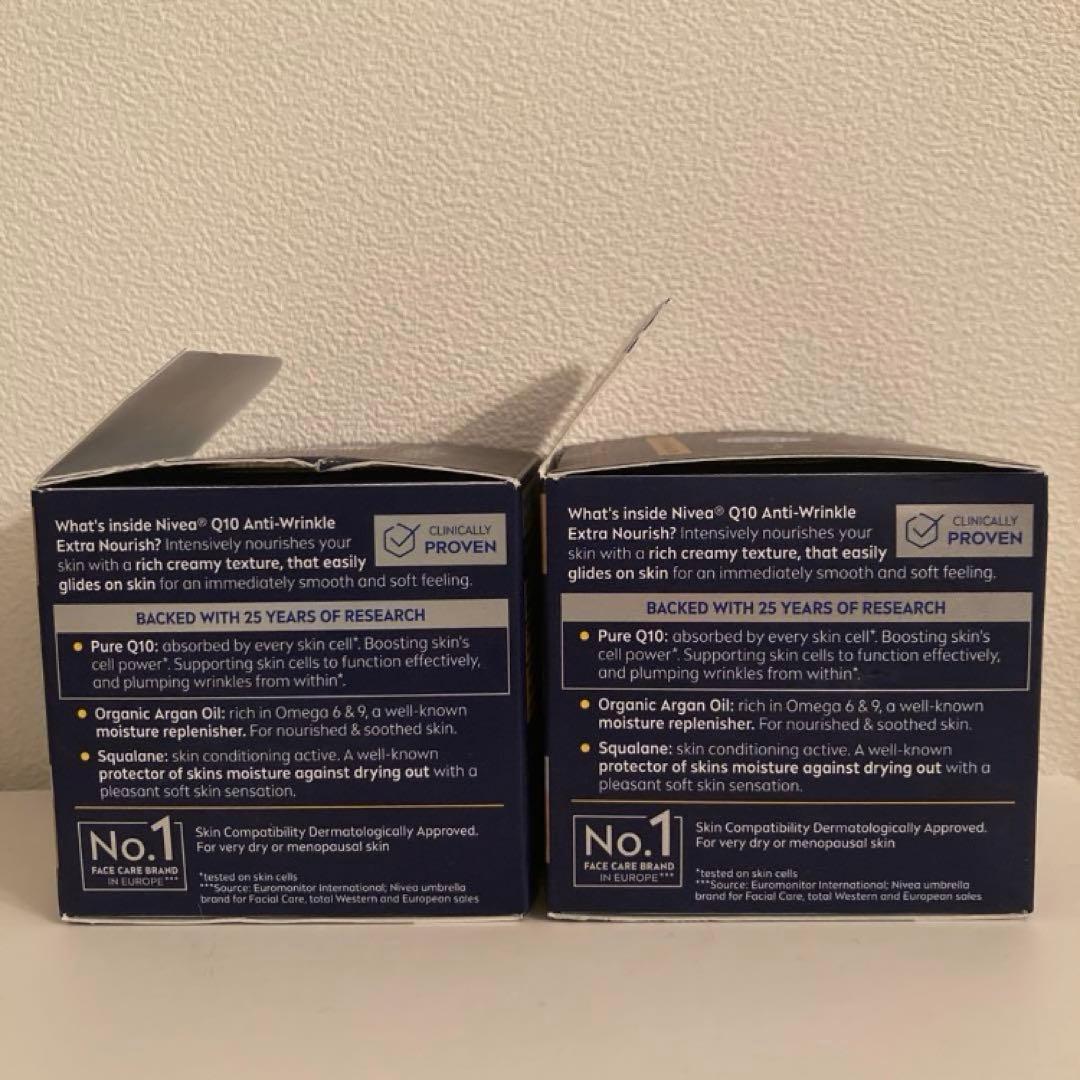 What's inside Nivea® Q10 Anti-Wrinkle
Extra Nourish? Intensively nourishes your
skin with a rich creamy texture, that easily
glides on skin for an immediately smooth and soft feeling.
CLINICALLY
PROVEN
BACKED WITH 25 YEARS OF RESEARCH
• Pure Q10: absorbed by every skin cell*. Boosting skin's
cell power*. Supporting skin cells to function effectively,
and plumping wrinkles from within*.
• Organic Argan Oil: rich in Omega 6 & 9, a well-known
moisture replenisher. For nourished & soothed skin.
• Squalane: skin conditioning active. A well-known
protector of skins moisture against drying out with a
pleasant soft skin sensation.
No.1
FACE CARE BRAND
IN EUROPE***
Skin Compatibility Dermatologically Approved.
For very dry or menopausal skin
*tested on skin cells
***Source: Euromonitor International; Nivea umbrella
brand for Facial Care, total Western and European sales
What's inside Nivea® Q10 Anti-Wrinkle
Extra Nourish? Intensively nourishes your
skin with a rich creamy texture, that easily
glides on skin for an immediately smooth and soft feeling.
CLINICALLY
PROVEN
BACKED WITH 25 YEARS OF RESEARCH
• Pure Q10: absorbed by every skin cell*. Boosting skin's
cell power*. Supporting skin cells to function effectively,
and plumping wrinkles from within*.
• Organic Argan Oil: rich in Omega 6 & 9, a well-known
moisture replenisher. For nourished & soothed skin.
• Squalane: skin conditioning active. A well-known
protector of skins moisture against drying out with a
pleasant soft skin sensation.
No.1
FACE CARE BRAND
IN EUROPE***
Skin Compatibility Dermatologically Approved.
For very dry or menopausal skin
*tested on skin cells
***Source: Euromonitor International; Nivea umbrella
brand for Facial Care, total Western and European sales